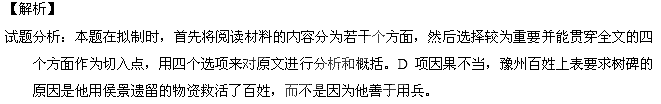 【解析】
试题分析：本题在拟制时，首先将阅读材料的内容分为若干个方面，然后选择较为重要并能贯穿全文的四
个方面作为切入点，用四个选项来对原文进行分析和概括。D 项因果不当，豫州百姓上表要求树碑的
原因是他用侯景遗留的物资救活了百姓，而不是因为他善于用兵。